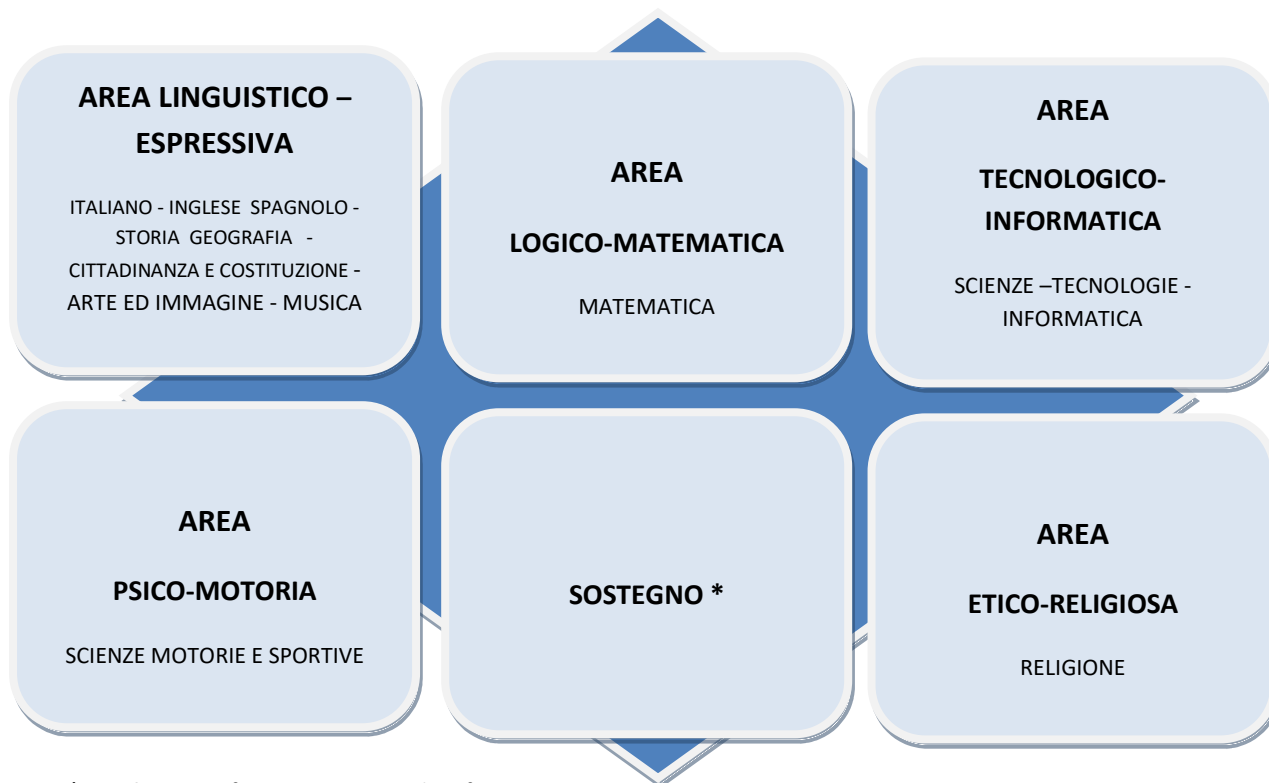 AREA LINGUISTICO –
ESPRESSIVA
ITALIANO - INGLESE SPAGNOLO -
STORIA GEOGRAFIA -
CITTADINANZA E COSTITUZIONE -
ARTE ED IMMAGINE - MUSICA
AREA
LOGICO-MATEMATICA
MATEMATICA
AREA
TECNOLOGICO-
INFORMATICA
SCIENZE –TECNOLOGIE -
INFORMATICA
AREA
PSICO-MOTORIA
SCIENZE MOTORIE E SPORTIVE
SOSTEGNO *
AREA
ETICO-RELIGIOSA
RELIGIONE